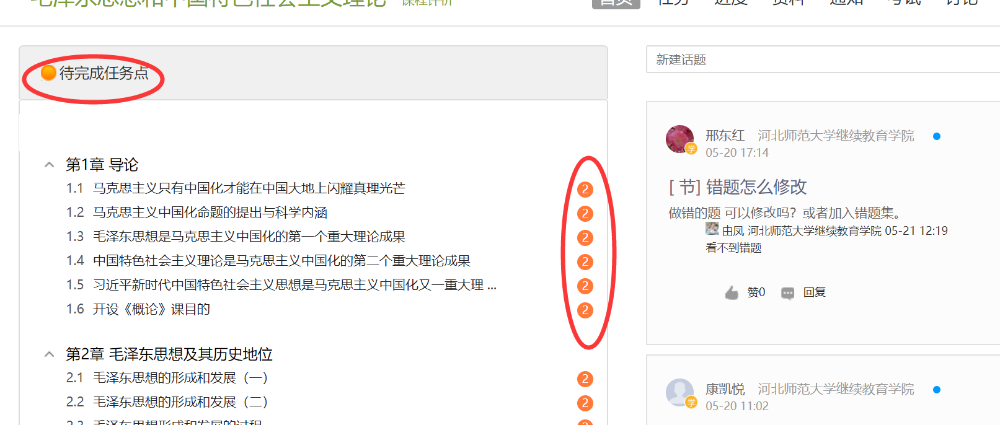 毛泽东思想和中国特色社会主义理论 课程评价
首页 任务 进度 资料 通知 考试 讨论
待完成任务点
第1章 导论
1.1 马克思主义只有中国化才能在中国大地上闪耀真理光芒 2
1.2 马克思主义中国化命题的提出与科学内涵 2
1.3 毛泽东思想是马克思主义中国化的第一个重大理论成果 2
1.4 中国特色社会主义理论是马克思主义中国化的第二个重大理论成果 2
1.5 习近平新时代中国特色社会主义思想是马克思主义中国化又一重大理 ... 2
1.6 开设《概论》课目的 2
第2章 毛泽东思想及其历史地位
2.1 毛泽东思想的形成和发展（一） 2
2.2 毛泽东思想的形成和发展（二） 2
2.3 毛泽东思想形成和发展的过程 2
新建话题
邢东红 河北师范大学继续教育学院
学
05-20 17:14
[ 节] 错题怎么修改
做错的题 可以修改吗？或者加入错题集。
由凤 河北师范大学继续教育学院 05-21 12:19
看不到错题
赞0 回复
康凯悦 河北师范大学继续教育学院
学
05-20 11:02